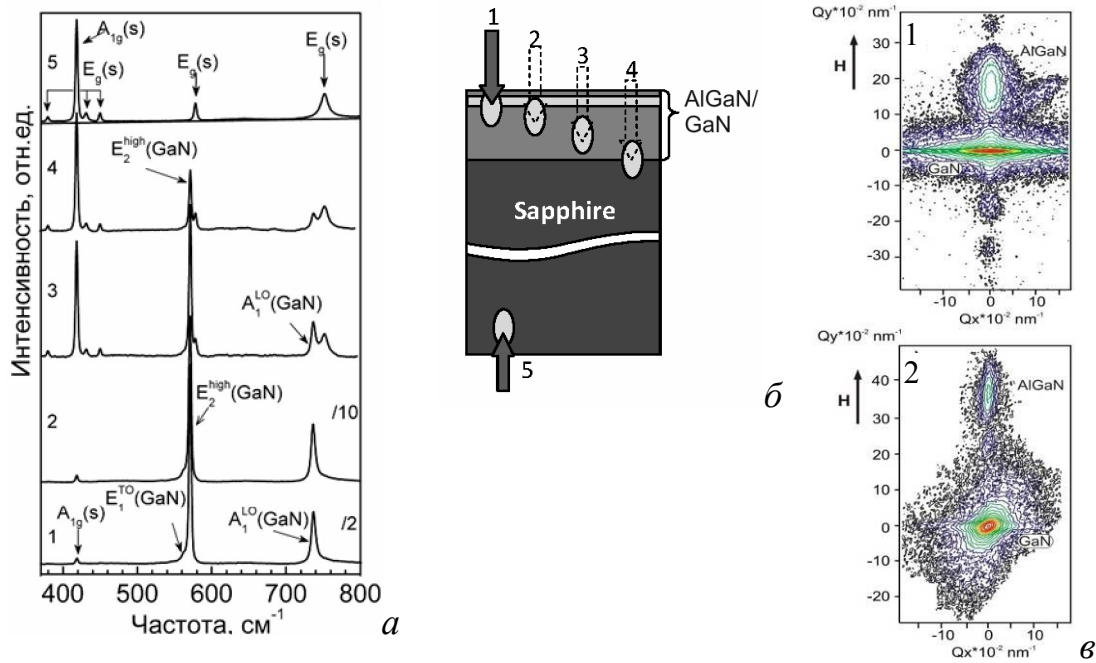 5
A1g(s)
Eg(s)
Eg(s)
Eg(s)
4
E2high(GaN)
3
A1LO(GaN)
2
E2high(GaN)
/10
1
A1g(s)
E1TO(GaN)
A1LO(GaN)
/2
Интенсивность, отн.ед.
400 500 600 700 800
Частота, см-1
а
1
2
3
4
AlGaN/
GaN
Sapphire
5
б
Qy*10-2 nm-1
1
H
AlGaN
GaN
30
20
10
0
-10
-20
-30
-10 0 10
Qx*10-2 nm-1
Qy*10-2 nm-1
2
H
AlGaN
GaN
40
30
20
10
0
-10
-20
-10 0 10
Qx*10-2 nm-1
в